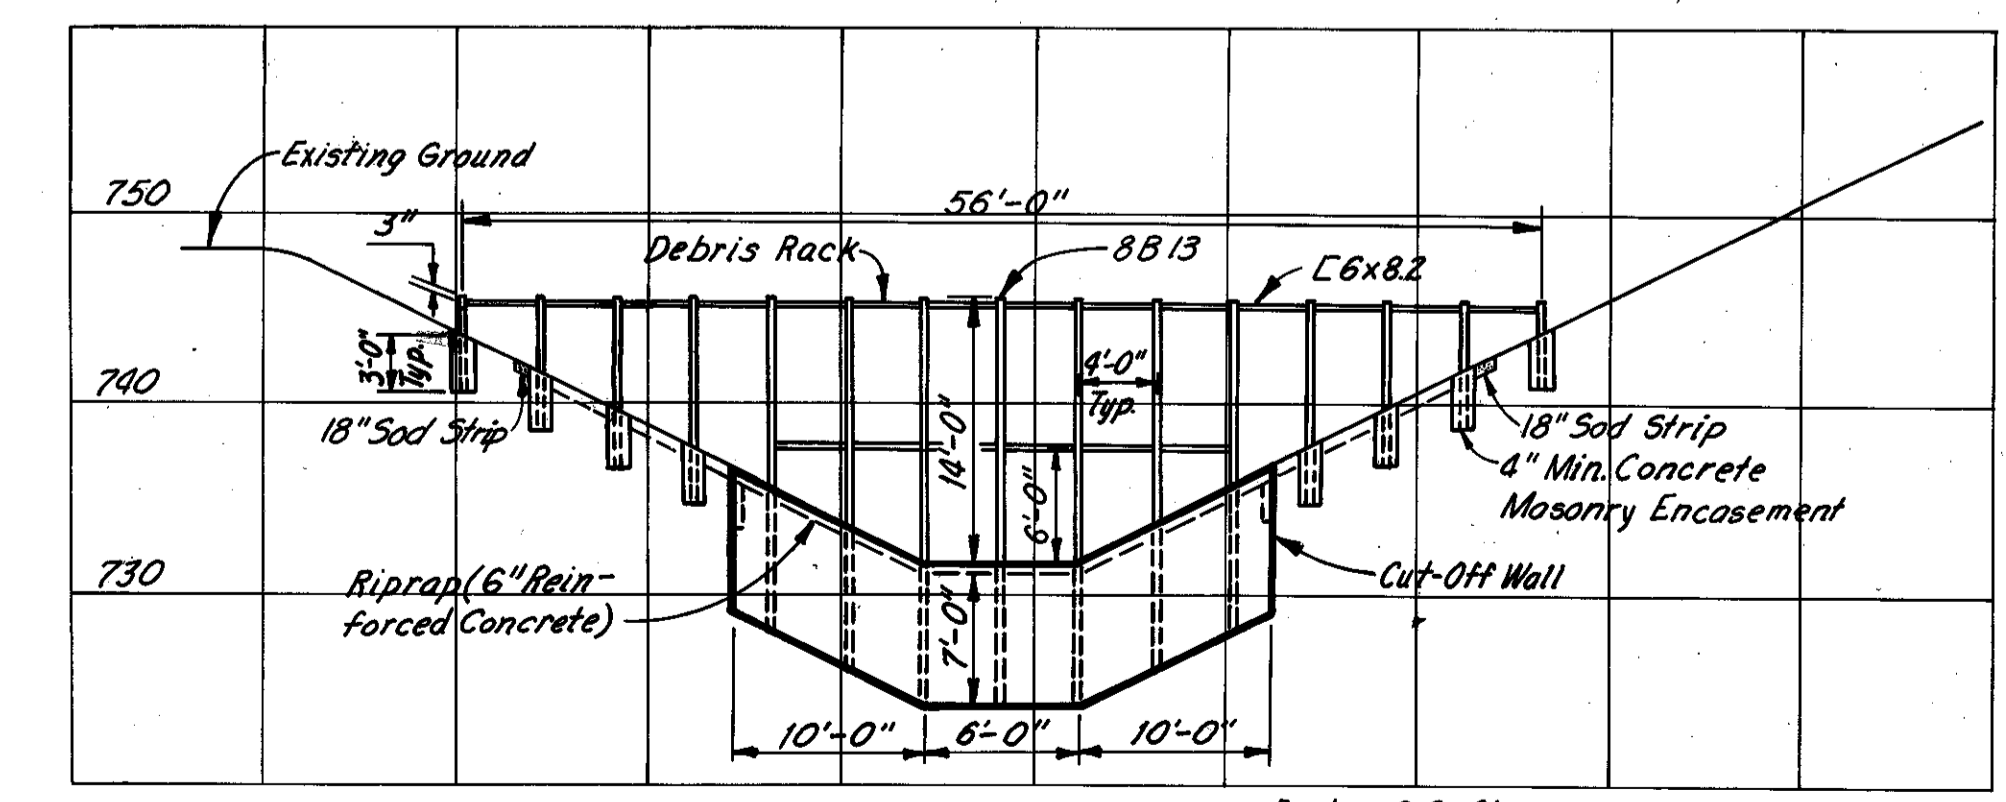 Existing Ground
750
56'-0"
3"
Debris Rack
8B13
[6x8.2
3'-0"
Typ.
740
4'-0"
Typ.
18" Sod Strip
14'-0"
6'-0"
18" Sod Strip
4" Min. Concrete
Masonry Encasement
730
Riprap (6" Rein-
forced Concrete)
7'-0"
Cut-Off Wall
10'-0"
6'-0"
10'-0"